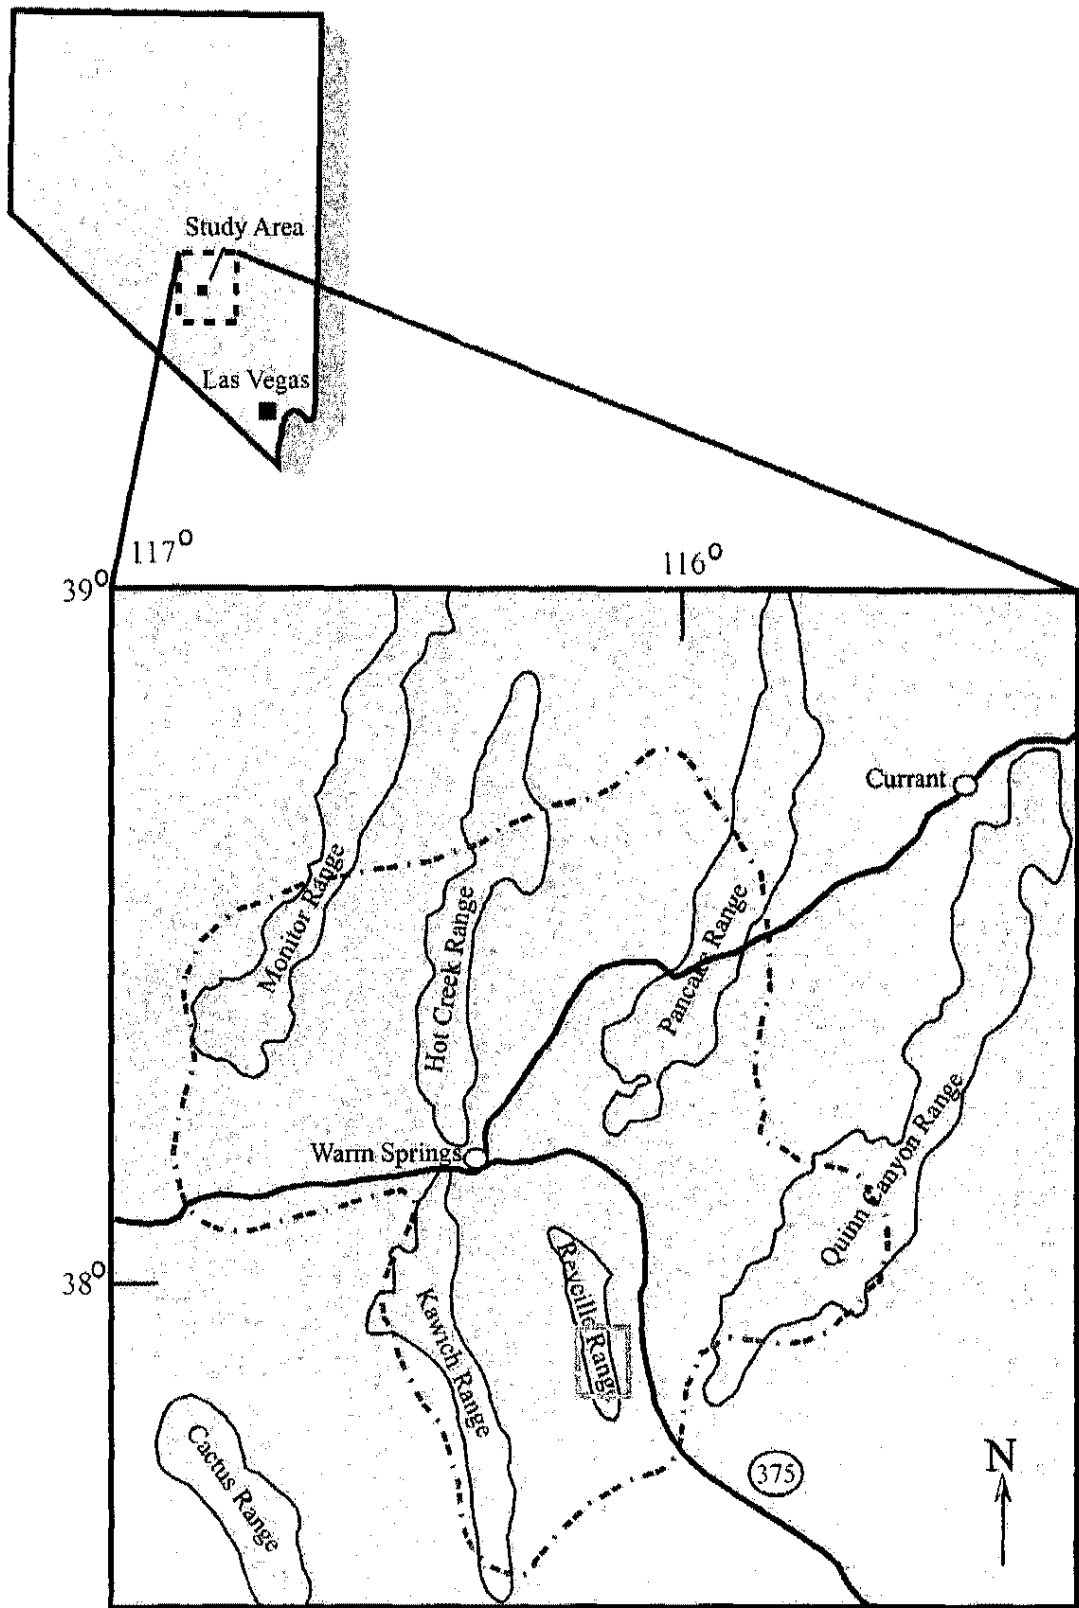 Study Area
Las Vegas
117°
116°
39°
Currant
Monitor Range
Hot Creek Range
Pancake Range
Warm Springs
Quinn Canyon Range
38°
Reveille Range
Kawich Range
Cactus Range
375
N